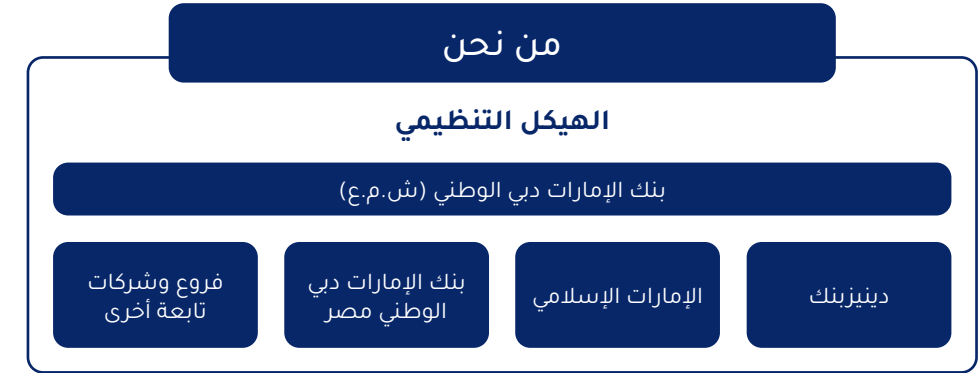 من نحن
الهيكل التنظيمي
بنك الإمارات دبي الوطني (ش.م.ع)
دينيزبنك
الإمارات الإسلامي
بنك الإمارات دبي
الوطني مصر
فروع وشركات
تابعة أخرى